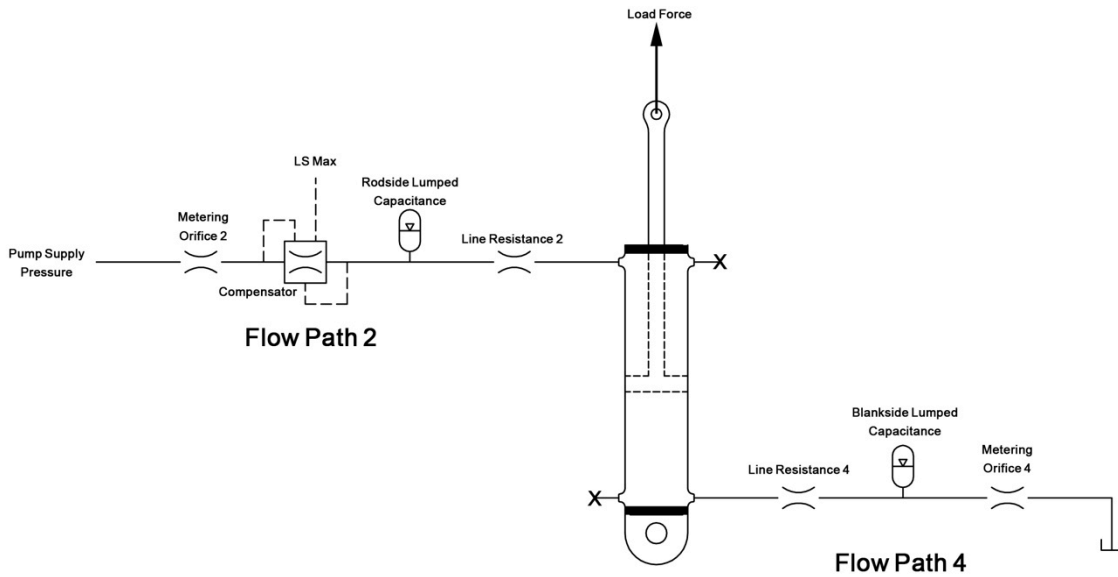 Load Force
LS Max
Rodside Lumped
Capacitance
Metering
Orifice 2
Line Resistance 2
Pump Supply
Pressure
Compensator
X
Flow Path 2
Blankside Lumped
Capacitance
Metering
Orifice 4
Line Resistance 4
X
Flow Path 4